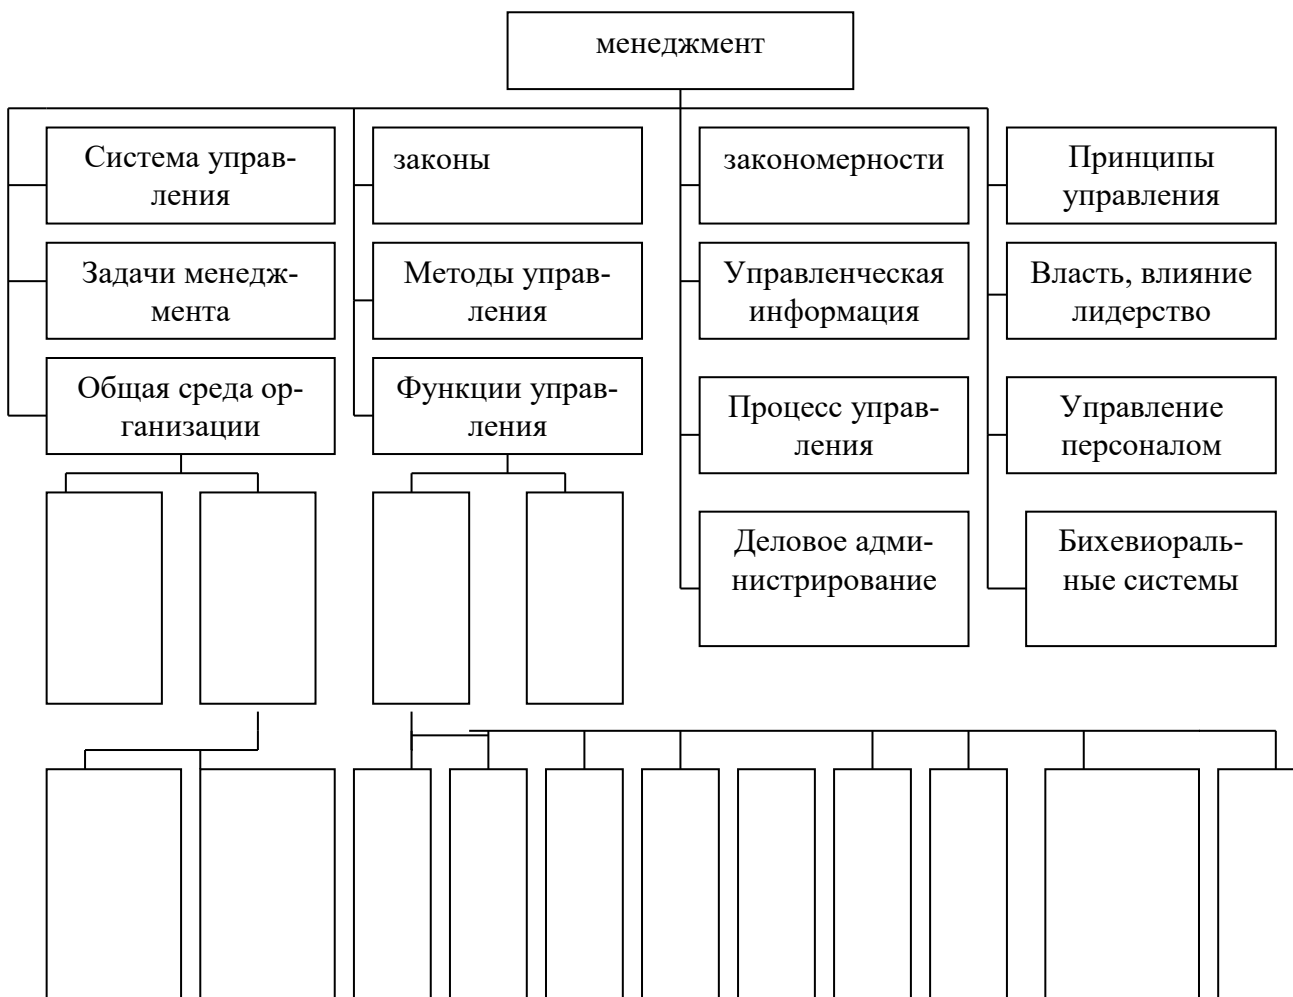 менеджмент
Система управ-
ления
законы
закономерности
Принципы
управления
Задачи менедж-
мента
Методы управ-
ления
Управленческая
информация
Власть, влияние
лидерство
Общая среда ор-
ганизации
Функции управ-
ления
Процесс управ-
ления
Управление
персоналом
Деловое адми-
нистрирование
Бихевиораль-
ные системы